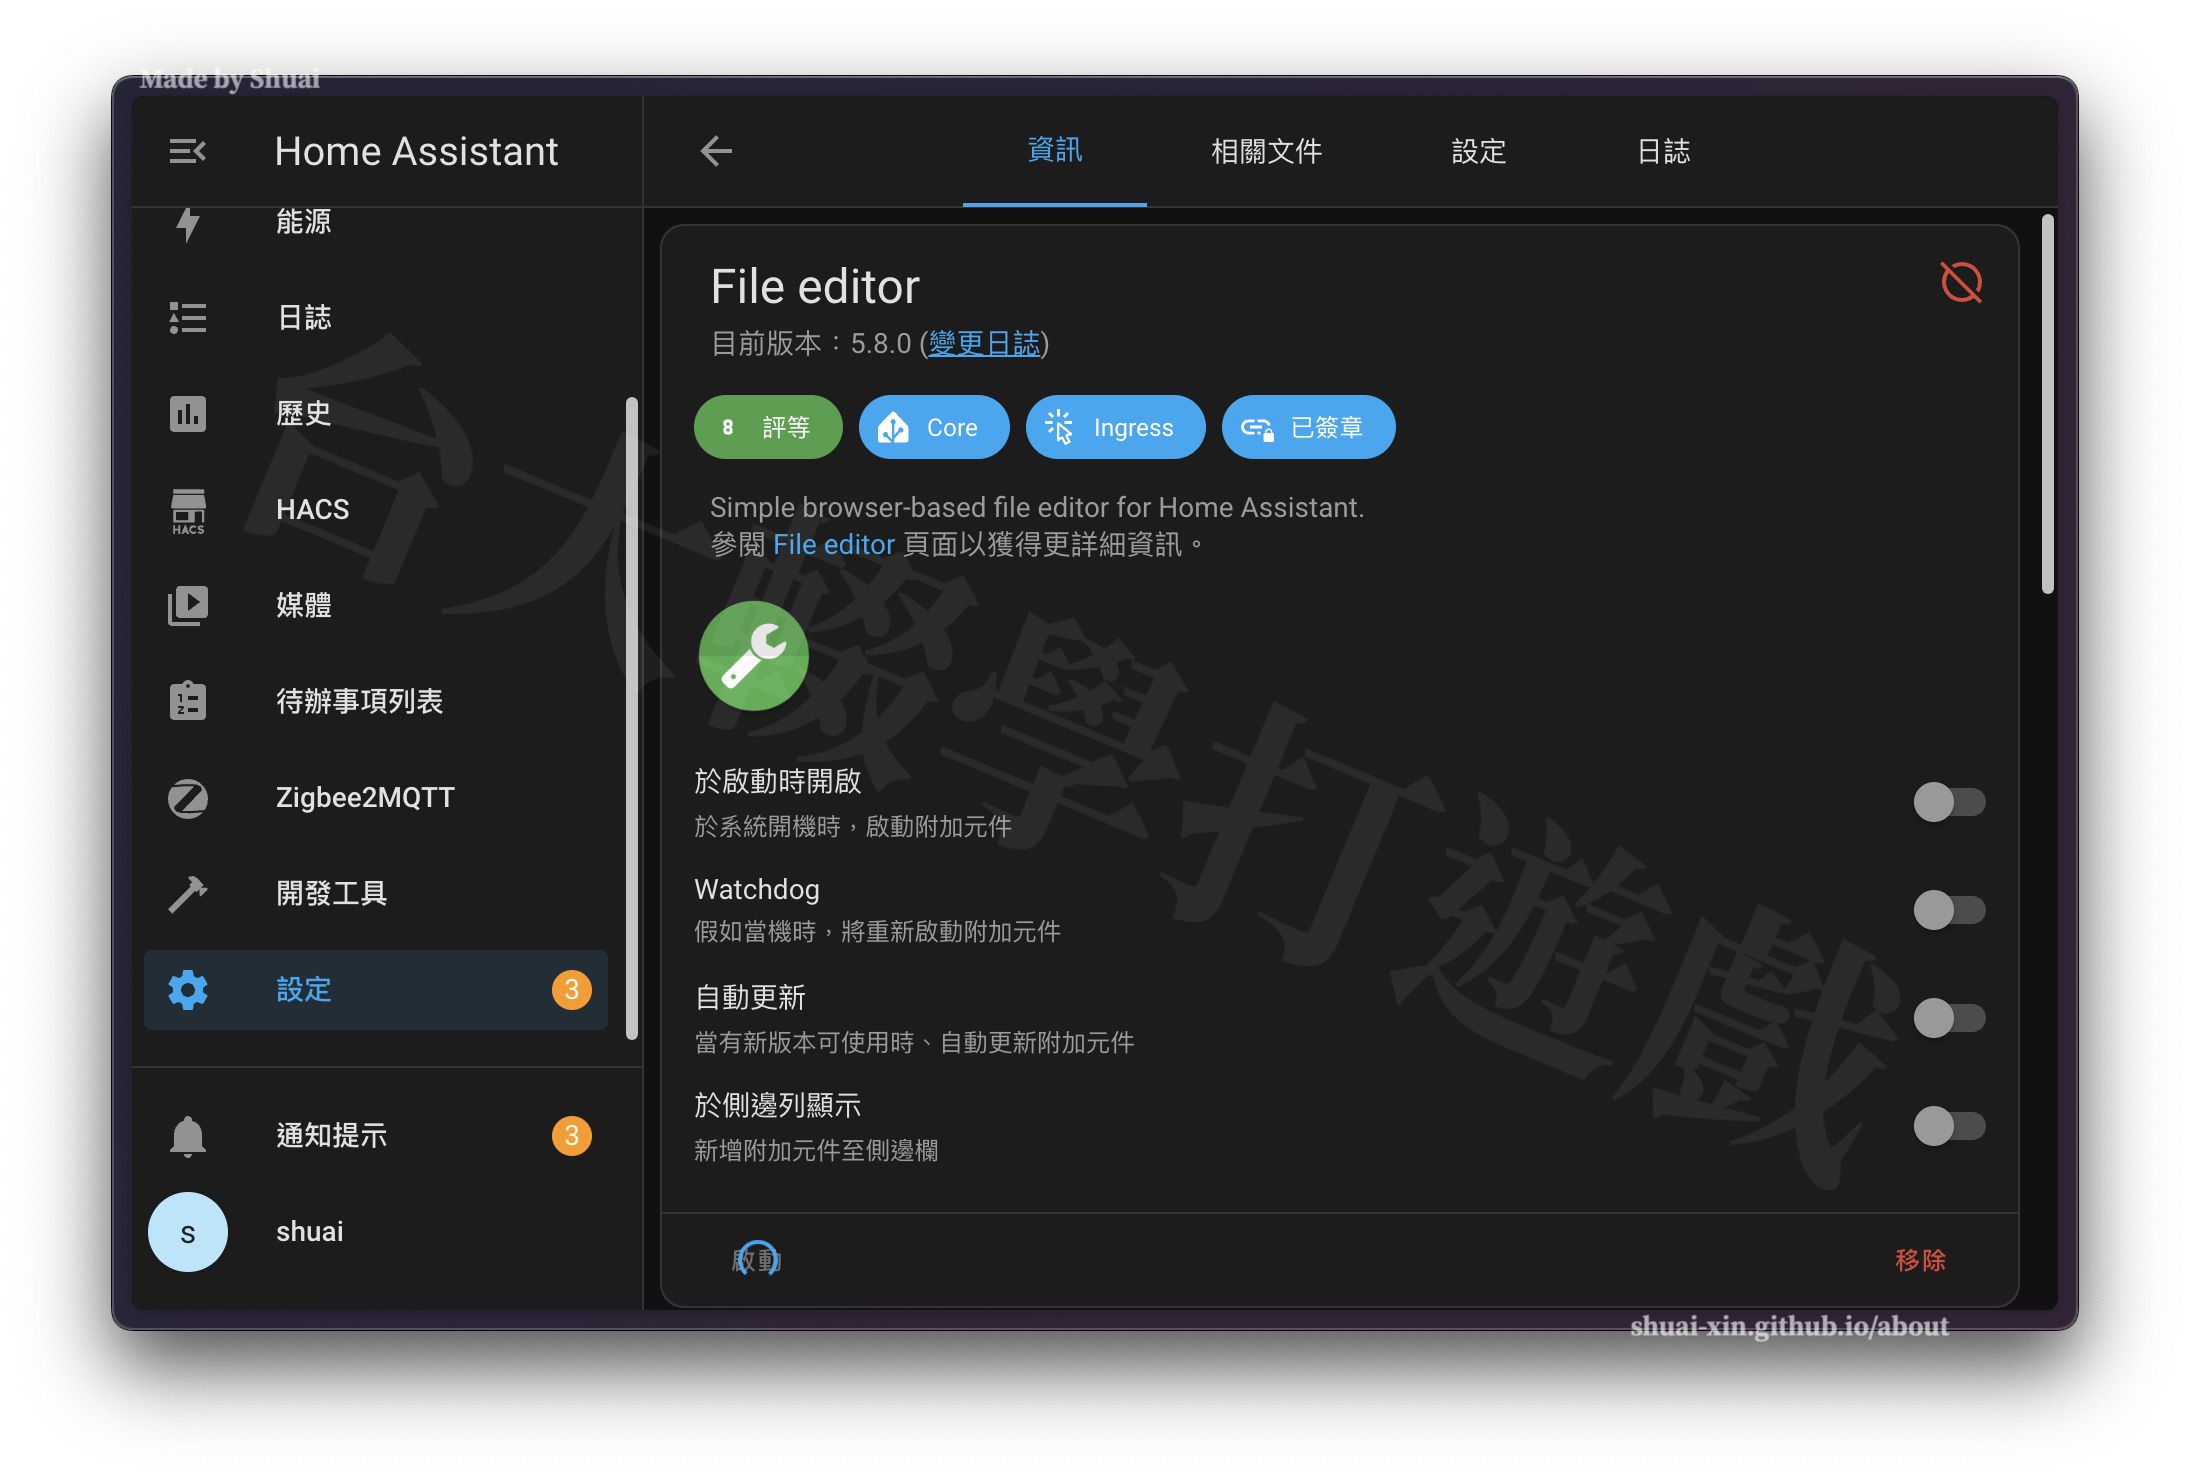 Made by Shuai
Home Assistant
能源
日誌
歷史
HACS
HACS
媒體
待辦事項列表
Zigbee2MQTT
開發工具
設定
3
通知提示
3
s
shuai
資訊
相關文件
設定
日誌
File editor
目前版本：5.8.0 (變更日誌)
8 評等
Core
Ingress
已簽章
Simple browser-based file editor for Home Assistant.
參閱 File editor 頁面以獲得更詳細資訊。
於啟動時開啟
於系統開機時，啟動附加元件
Watchdog
假如當機時，將重新啟動附加元件
自動更新
當有新版本可使用時、自動更新附加元件
於側邊列顯示
新增附加元件至側邊欄
啟動
移除
台大駿學打遊戲
shuai-xin.github.io/about